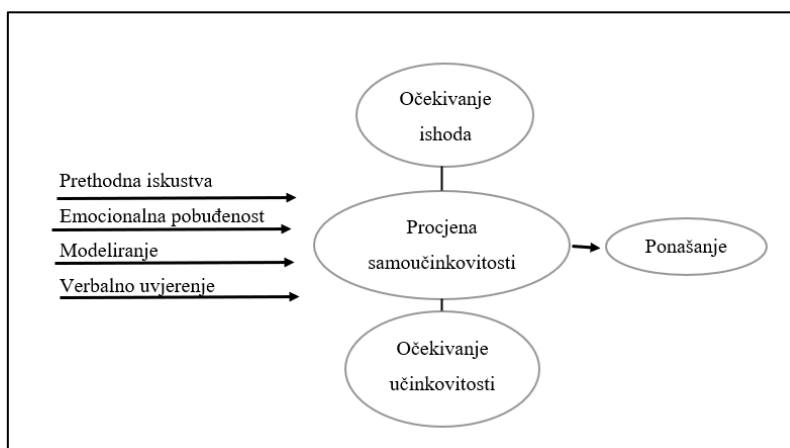 Očekivanje
ishoda
Prethodna iskustva
Emocionalna pobuđenost
Modeliranje
Verbalno uvjerenje
Procjena
samoučinkovitosti
Ponašanje
Očekivanje
učinkovitosti